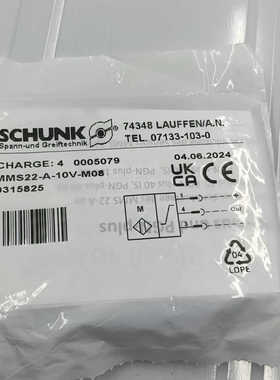 SCHUNK
Spann-und Greiftechnik
74348 LAUFFEN/A.N.
TEL. 07133-103-0
CHARGE: 4 0005079
04.06.2024
MMS22-A-10V-M08
0315825
UK
CA
M
+
Out
-
04
LDPE